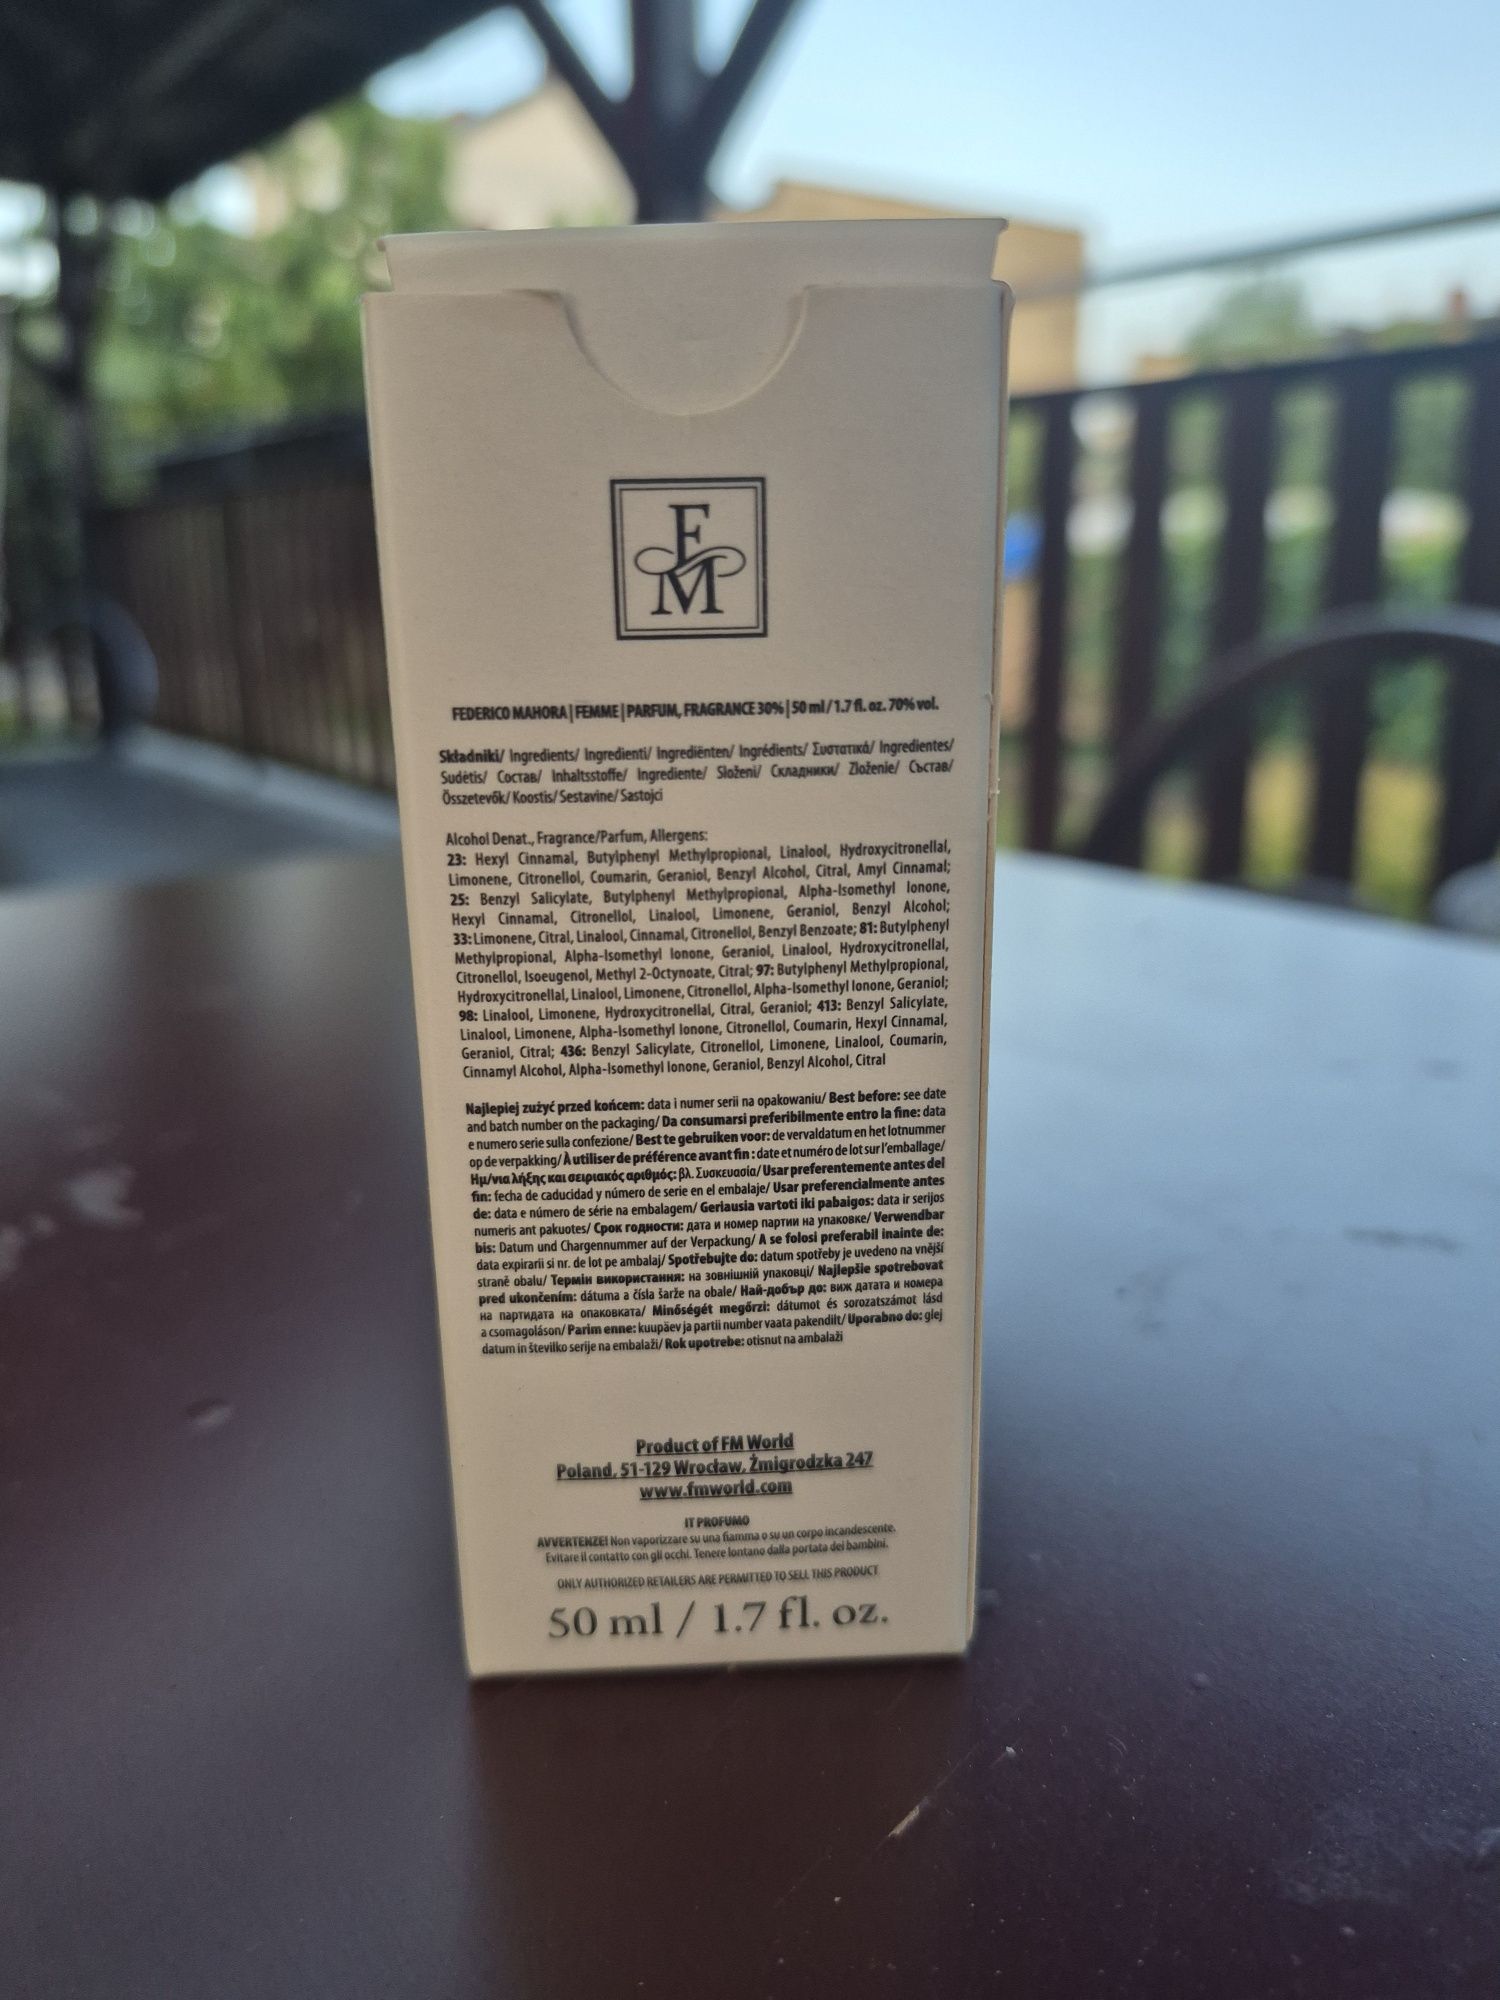 FM
FEDERICO MAHORA | FEMME | PARFUM, FRAGRANCE 30% | 50 ml / 1.7 fl. oz. 70% vol.
Składniki/ Ingredients/ Ingredienti/ Ingrediënten/ Ingrédients/ Συστατικά/ Ingredientes/
Sudėtis/ Состав/ Inhaltsstoffe/ Ingrediente/ Složení/ Складники/ Zloženie/ Състав/
Összetevők/ Koostis/ Sestavine/ Sastojci
Alcohol Denat., Fragrance/Parfum, Allergens:
23: Hexyl Cinnamal, Butylphenyl Methylpropional, Linalool, Hydroxycitronellal,
Limonene, Citronellol, Coumarin, Geraniol, Benzyl Alcohol, Citral, Amyl Cinnamal;
25: Benzyl Salicylate, Butylphenyl Methylpropional, Alpha-Isomethyl Ionone,
Hexyl Cinnamal, Citronellol, Linalool, Limonene, Geraniol, Benzyl Alcohol;
33: Limonene, Citral, Linalool, Cinnamal, Citronellol, Benzyl Benzoate; 81: Butylphenyl
Methylpropional, Alpha-Isomethyl Ionone, Geraniol, Linalool, Hydroxycitronellal,
Citronellol, Isoeugenol, Methyl 2-Octynoate, Citral; 97: Butylphenyl Methylpropional,
Hydroxycitronellal, Linalool, Limonene, Citronellol, Alpha-Isomethyl Ionone, Geraniol;
98: Linalool, Limonene, Hydroxycitronellal, Citral, Geraniol; 413: Benzyl Salicylate,
Linalool, Limonene, Alpha-Isomethyl Ionone, Citronellol, Coumarin, Hexyl Cinnamal,
Geraniol, Citral; 436: Benzyl Salicylate, Citronellol, Limonene, Linalool, Coumarin,
Cinnamyl Alcohol, Alpha-Isomethyl Ionone, Geraniol, Benzyl Alcohol, Citral
Najlepiej zużyć przed końcem: data i numer serii na opakowaniu/ Best before: see date
and batch number on the packaging/ Da consumarsi preferibilmente entro la fine: data
e numero serie sulla confezione/ Best te gebruiken voor: de vervaldatum en het lotnummer
op de verpakking/ À utiliser de préférence avant fin : date et numéro de lot sur l'emballage/
Ημ/νια λήξης και σειριακός αριθμός: βλ. Συσκευασία/ Usar preferentemente antes del
fin: fecha de caducidad y número de serie en el embalaje/ Usar preferencialmente antes
de: data e número de série na embalagem/ Geriausia vartoti iki pabaigos: data ir serijos
numeris ant pakuotes/ Срок годности: дата и номер партии на упаковке/ Verwendbar
bis: Datum und Chargennummer auf der Verpackung/ A se folosi preferabil inainte de:
data expirarii si nr. de lot pe ambalaj/ Spotřebujte do: datum spotřeby je uvedeno na vnější
straně obalu/ Термін використання: на зовнішній упаковці/ Najlepšie spotrebovat
pred ukončením: dátuma a čísla šarže na obale/ Най-добър до: виж датата и номера
на партидата на опаковката/ Minőségét megőrzi: dátumot és sorozatszámot lásd
a csomagoláson/ Parim enne: kuupäev ja partii number vaata pakendilt/ Uporabno do: glej
datum in številko serije na embalaži/ Rok upotrebe: otisnut na ambalaži
Product of FM World
Poland, 51-129 Wrocław, Żmigrodzka 247
www.fmworld.com
IT PROFUMO
AVVERTENZE! Non vaporizzare su una fiamma o su un corpo incandescente.
Evitare il contatto con gli occhi. Tenere lontano dalla portata dei bambini.
ONLY AUTHORIZED RETAILERS ARE PERMITTED TO SELL THIS PRODUCT
50 ml / 1.7 fl. oz.